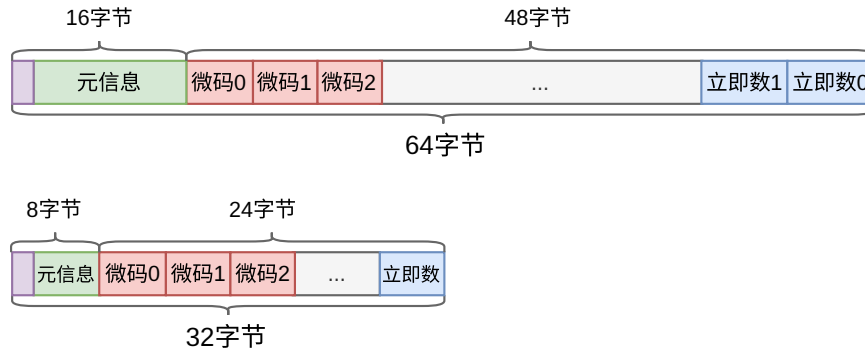 16字节 48字节
元信息 微码0 微码1 微码2 ... 立即数1 立即数0
64字节
8字节 24字节
元信息 微码0 微码1 微码2 ... 立即数
32字节